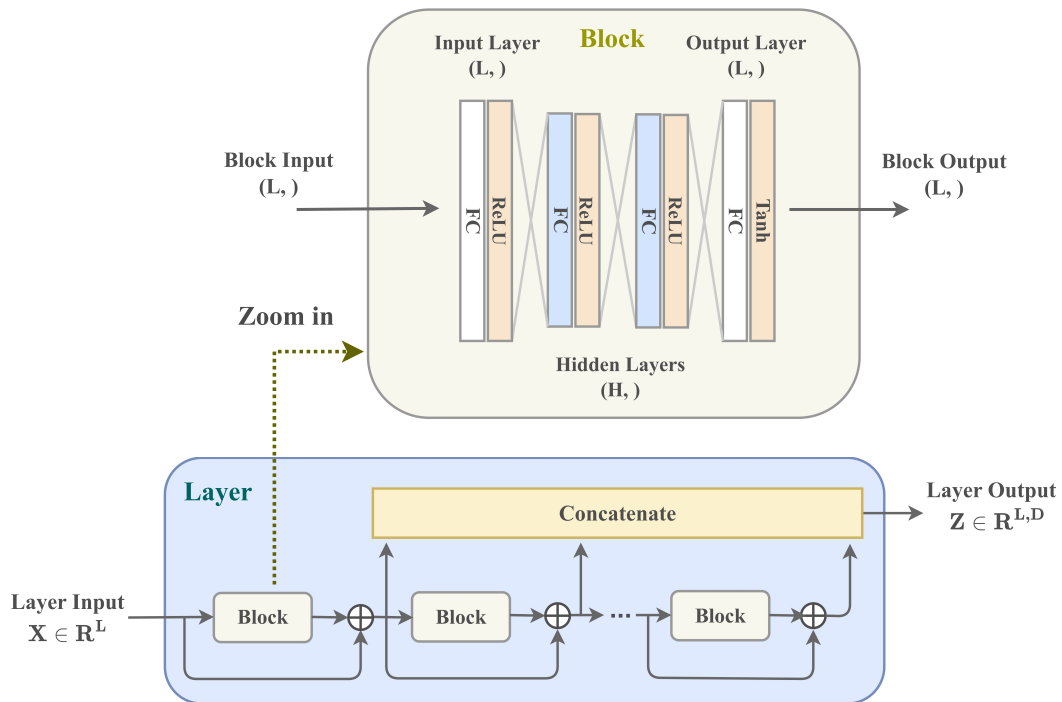 Block
Input Layer
(L, )
Output Layer
(L, )
Block Input
(L, )
FC
ReLU
FC
ReLU
FC
ReLU
FC
Tanh
Block Output
(L, )
Hidden Layers
(H, )
Zoom in
Layer
Concatenate
Layer Output
Z ∈ R^{L,D}
Layer Input
X ∈ R^L
Block
Block
...
Block